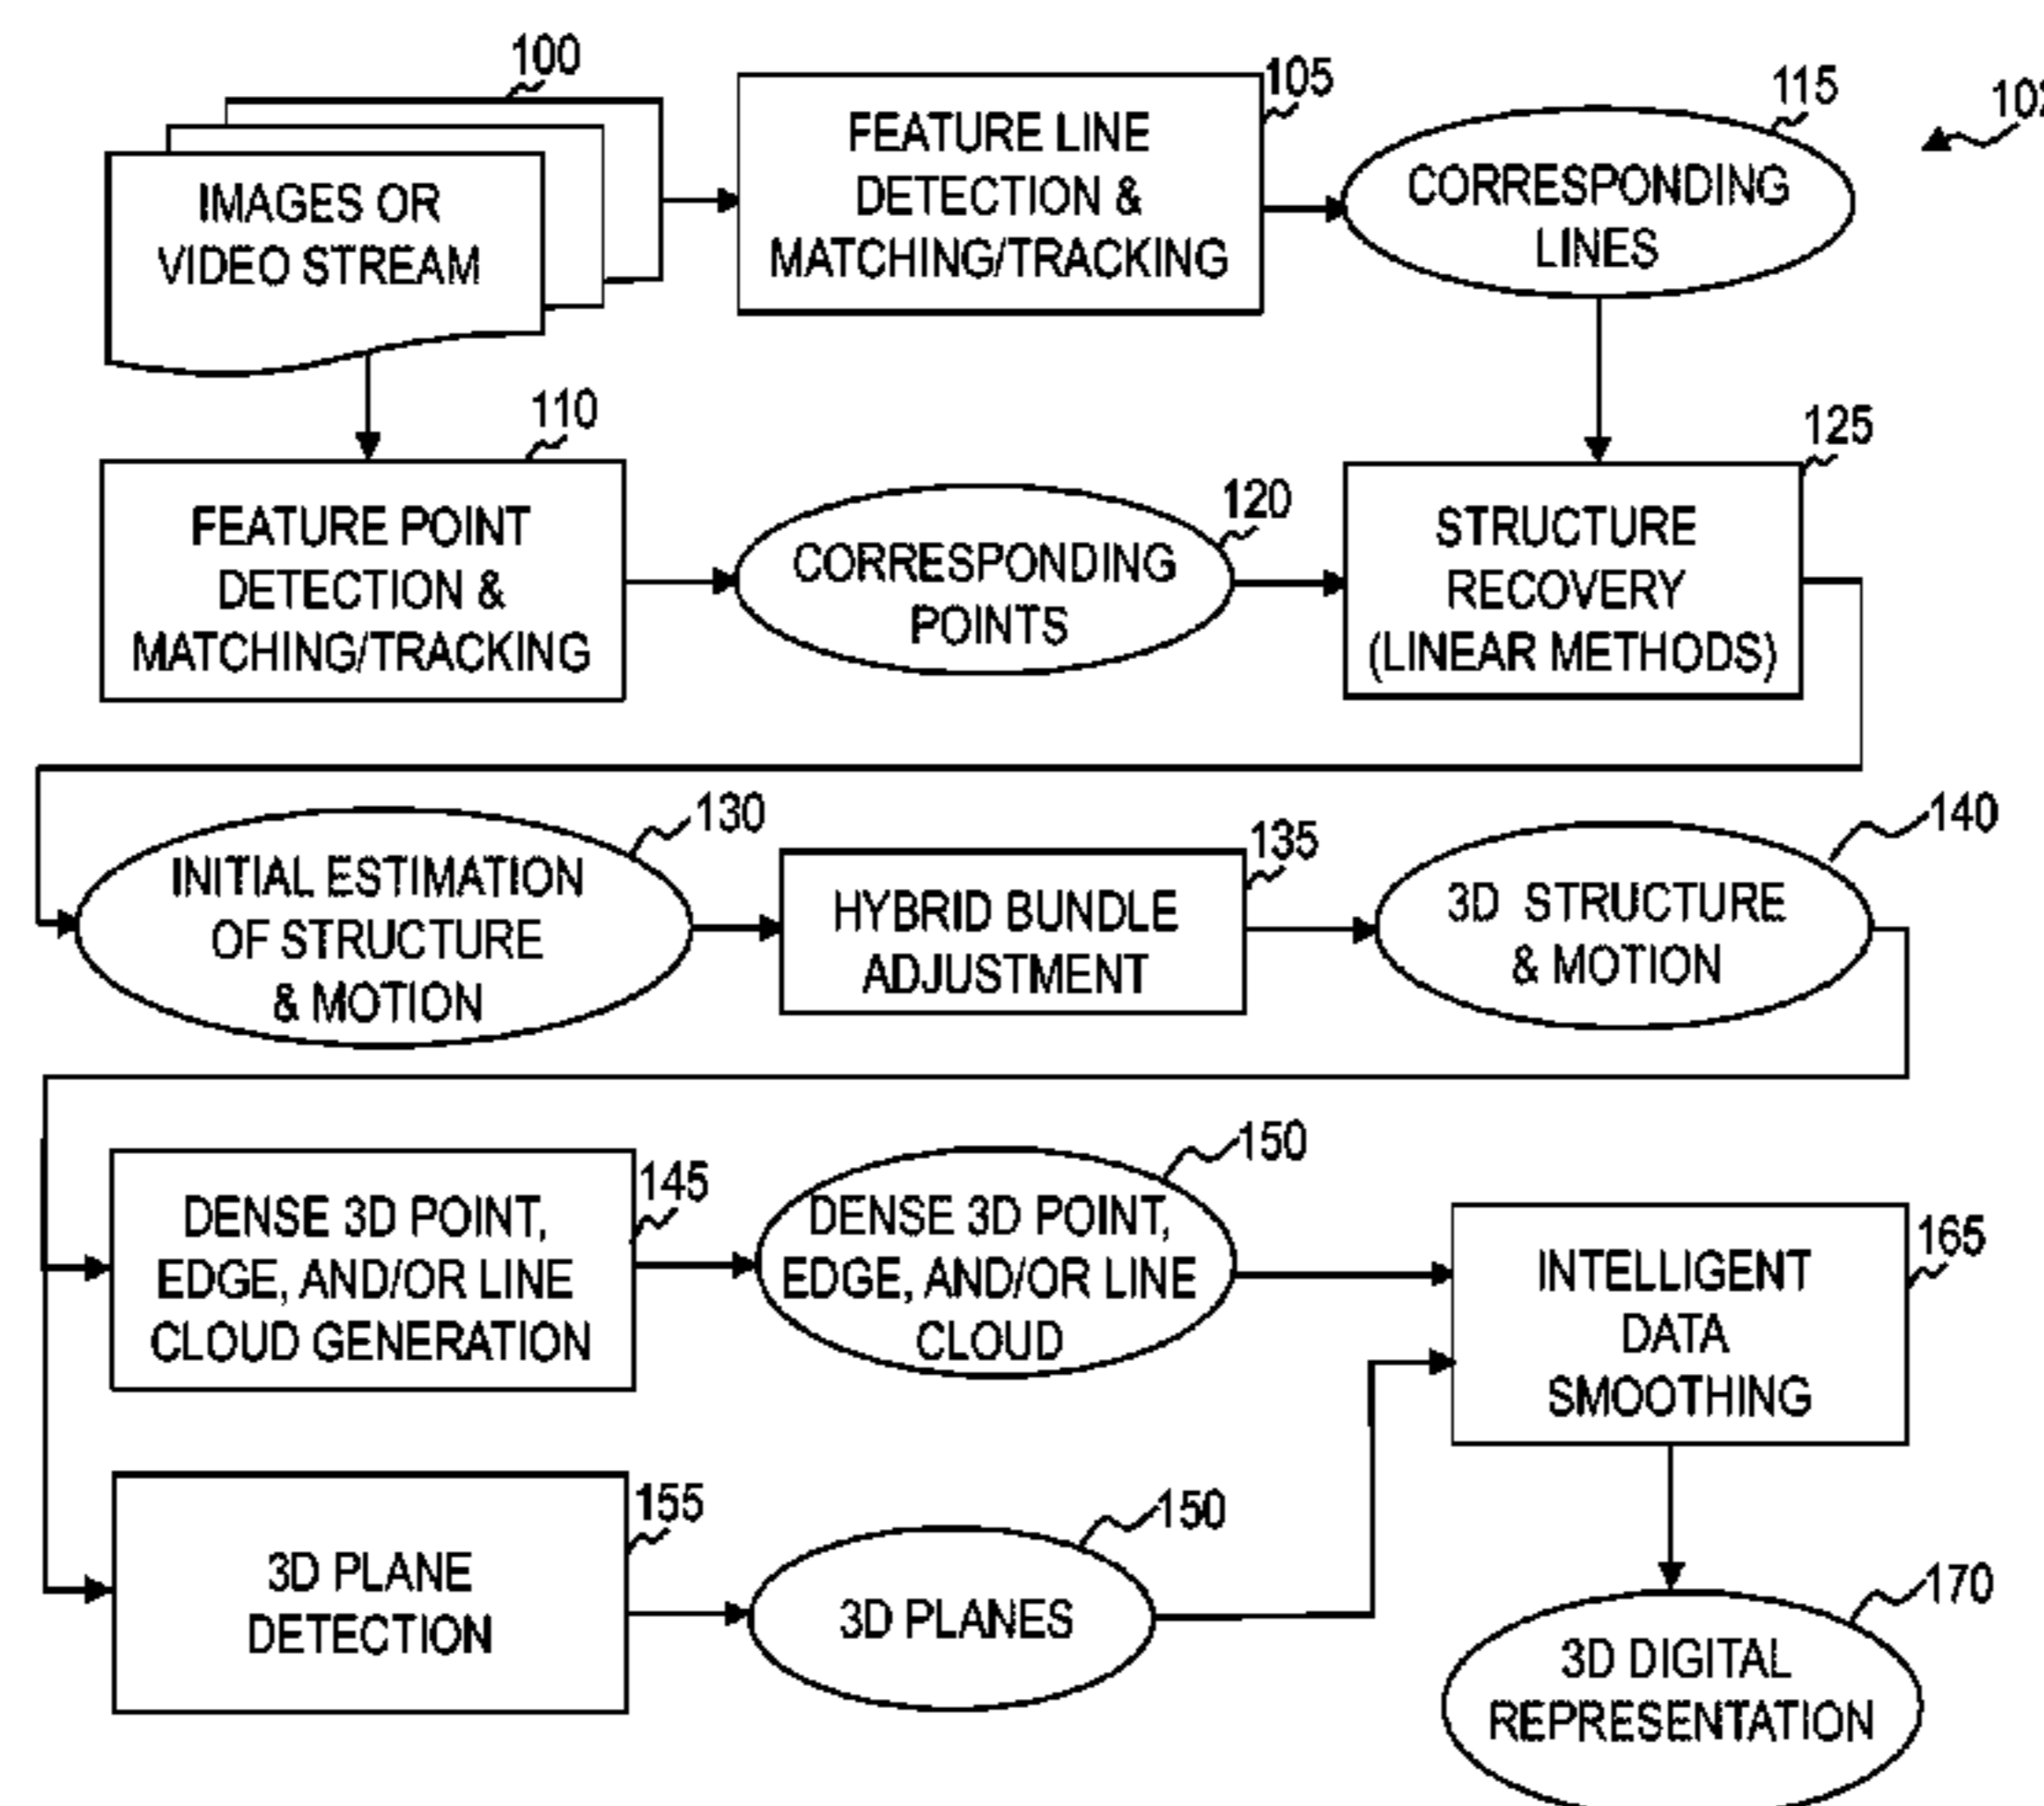 100
IMAGES OR
VIDEO STREAM
105
FEATURE LINE
DETECTION &
MATCHING/TRACKING
115
CORRESPONDING
LINES
102
110
FEATURE POINT
DETECTION &
MATCHING/TRACKING
120
CORRESPONDING
POINTS
125
STRUCTURE
RECOVERY
(LINEAR METHODS)
130
INITIAL ESTIMATION
OF STRUCTURE
& MOTION
135
HYBRID BUNDLE
ADJUSTMENT
140
3D STRUCTURE
& MOTION
145
DENSE 3D POINT,
EDGE, AND/OR LINE
CLOUD GENERATION
150
DENSE 3D POINT,
EDGE, AND/OR LINE
CLOUD
165
INTELLIGENT
DATA
SMOOTHING
155
3D PLANE
DETECTION
150
3D PLANES
170
3D DIGITAL
REPRESENTATION